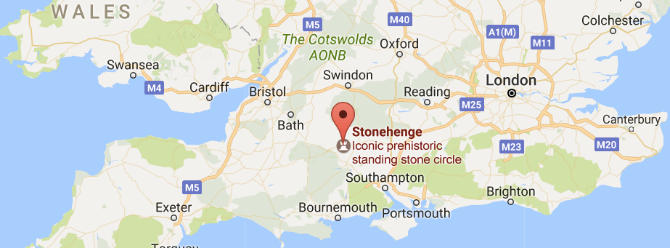 WALES
M5
M40
Colchester
The Cotswolds
AONB
Oxford
A1(M)
M11
Swansea
Swindon
London
M4
Cardiff
Bristol
Reading
M25
Bath
Stonehenge
Iconic prehistoric
standing stone circle
Canterbury
M23
M20
Southampton
M5
Brighton
Exeter
Bournemouth
Portsmouth
Torquay